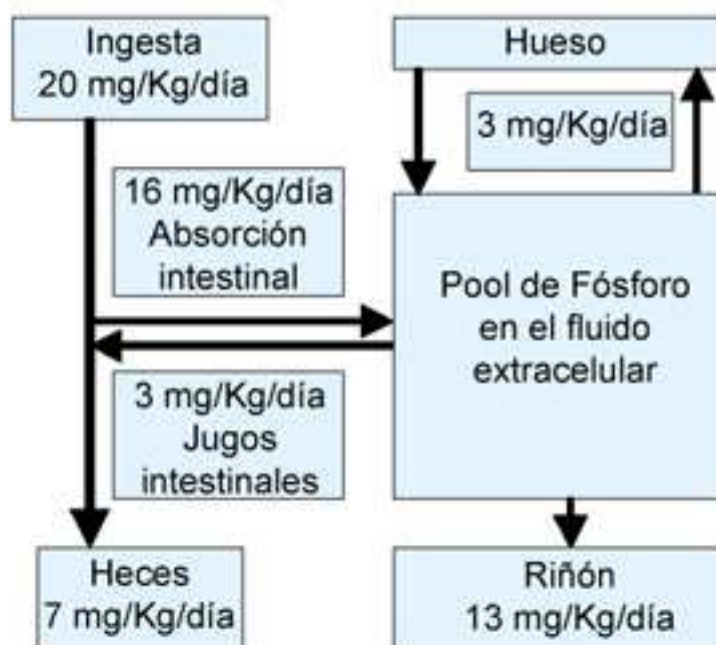 Ingesta
20 mg/Kg/día
Hueso
3 mg/Kg/día
16 mg/Kg/día
Absorción
intestinal
Pool de Fósforo
en el fluido
extracelular
3 mg/Kg/día
Jugos
intestinales
Heces
7 mg/Kg/día
Riñón
13 mg/Kg/día